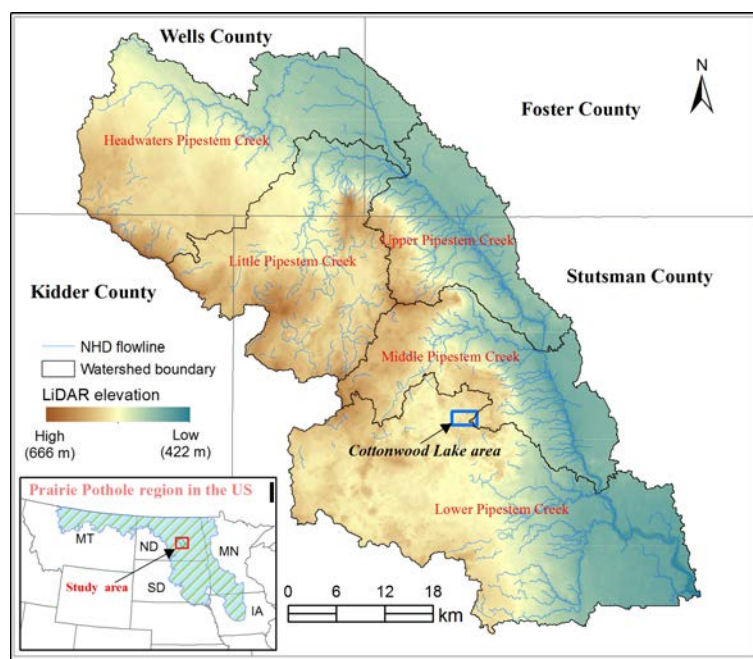 Wells County
Foster County
N
Headwaters Pipestem Creek
Upper Pipestem Creek
Little Pipestem Creek
Stutsman County
Kidder County
NHD flowline
Watershed boundary
LiDAR elevation
High
(666 m)
Low
(422 m)
Middle Pipestem Creek
Cottonwood Lake area
Lower Pipestem Creek
Prairie Pothole region in the US
MT
ND
MN
Study area
SD
IA
0 6 12 18
km